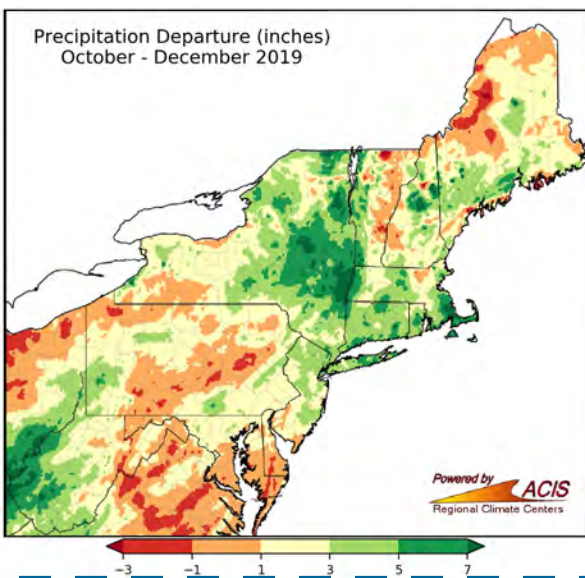 Precipitation Departure (inches)
October - December 2019
Powered by
ACIS
Regional Climate Centers
−3 −1 1 3 5 7